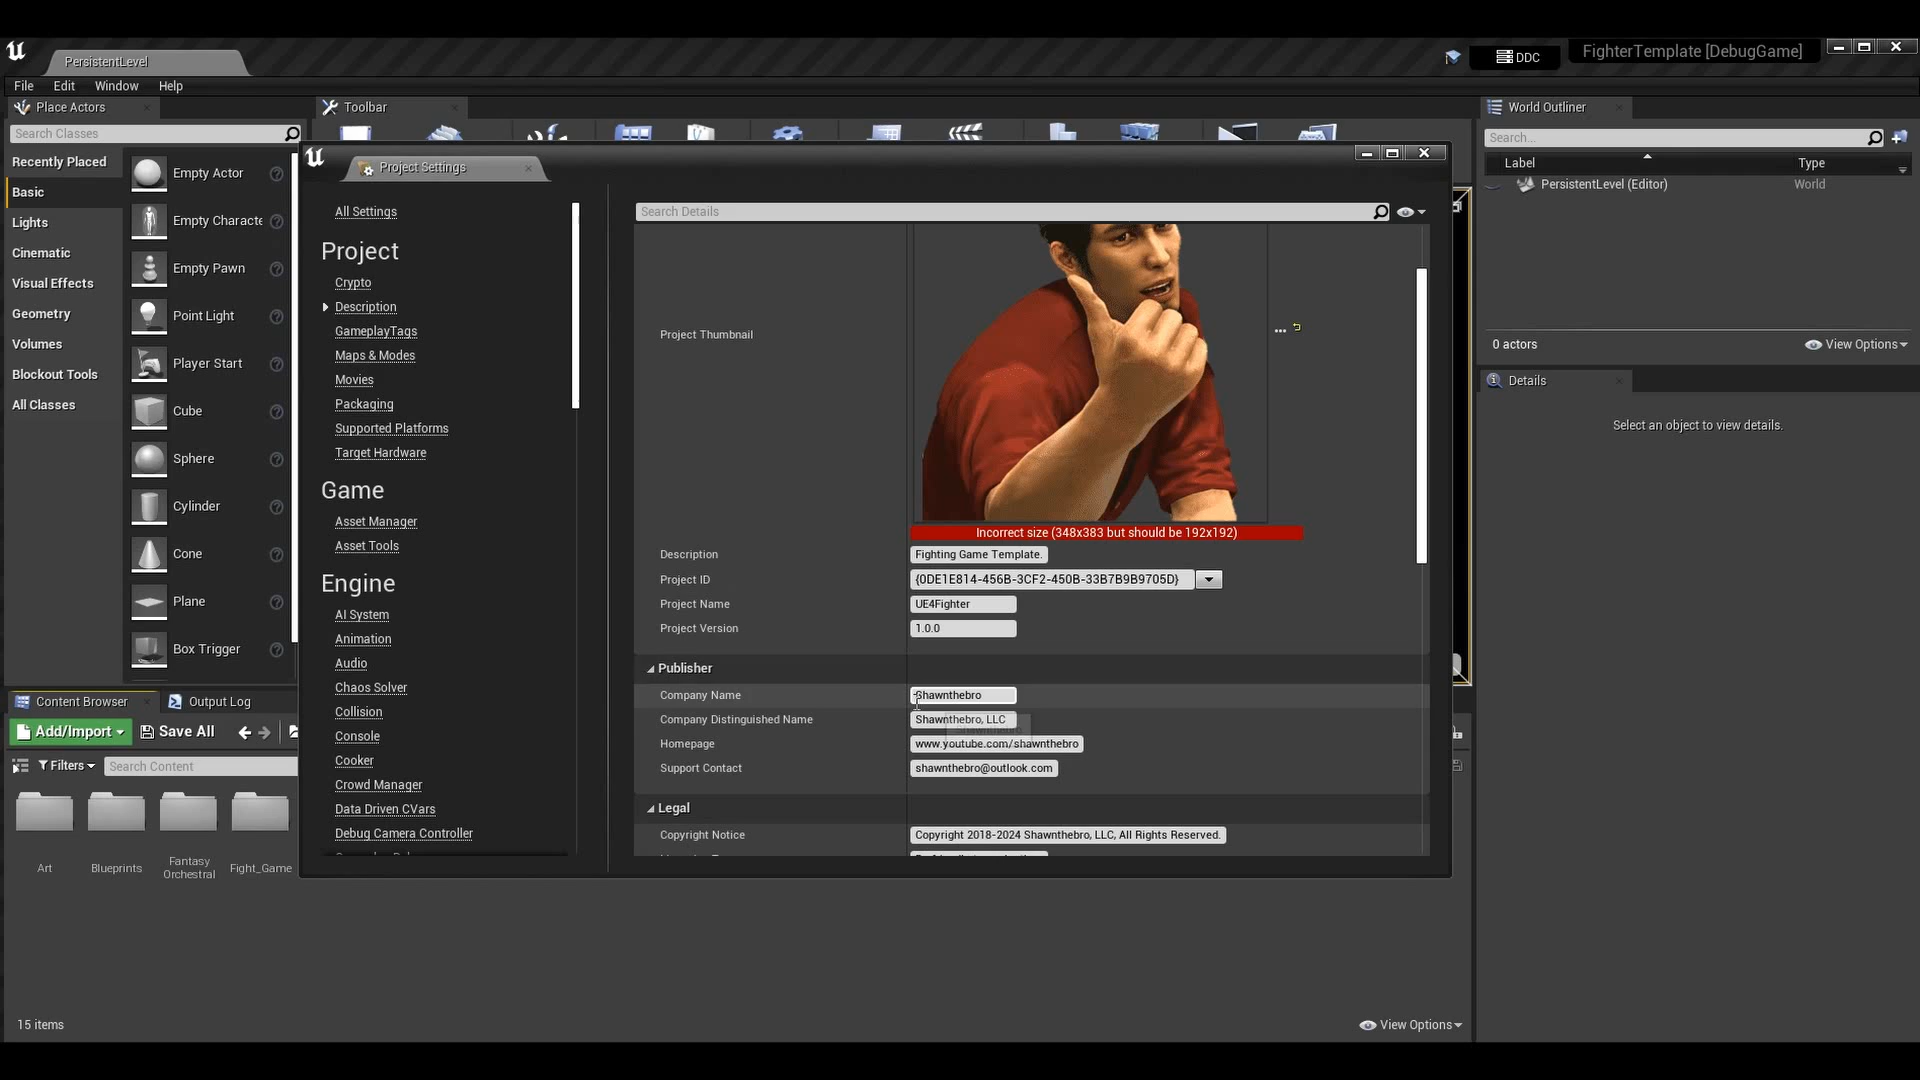 PersistentLevel
DDC
FighterTemplate [DebugGame]
File Edit Window Help
Place Actors
Toolbar
World Outliner
Search Classes
Search...
Label Type
PersistentLevel (Editor) World
Recently Placed
Basic
Lights
Cinematic
Visual Effects
Geometry
Volumes
Blockout Tools
All Classes
Empty Actor
Empty Characte
Empty Pawn
Point Light
Player Start
Cube
Sphere
Cylinder
Cone
Plane
Box Trigger
Project Settings
All Settings
Project
Crypto
Description
GameplayTags
Maps & Modes
Movies
Packaging
Supported Platforms
Target Hardware
Game
Asset Manager
Asset Tools
Engine
AI System
Animation
Audio
Chaos Solver
Collision
Console
Cooker
Crowd Manager
Data Driven CVars
Debug Camera Controller
Search Details
Project Thumbnail
Incorrect size (348x383 but should be 192x192)
Description Fighting Game Template.
Project ID {0DE1E814-456B-3CF2-450B-33B7B9B9705D}
Project Name UE4Fighter
Project Version 1.0.0
Publisher
Company Name Shawnthebro
Company Distinguished Name Shawnthebro, LLC
Homepage www.youtube.com/shawnthebro
Support Contact shawnthebro@outlook.com
Legal
Copyright Notice Copyright 2018-2024 Shawnthebro, LLC, All Rights Reserved.
0 actors View Options
Details
Select an object to view details.
Content Browser Output Log
Add/Import Save All
Filters Search Content
Art
Blueprints
Fantasy
Orchestral
Fight_Game
15 items View Options